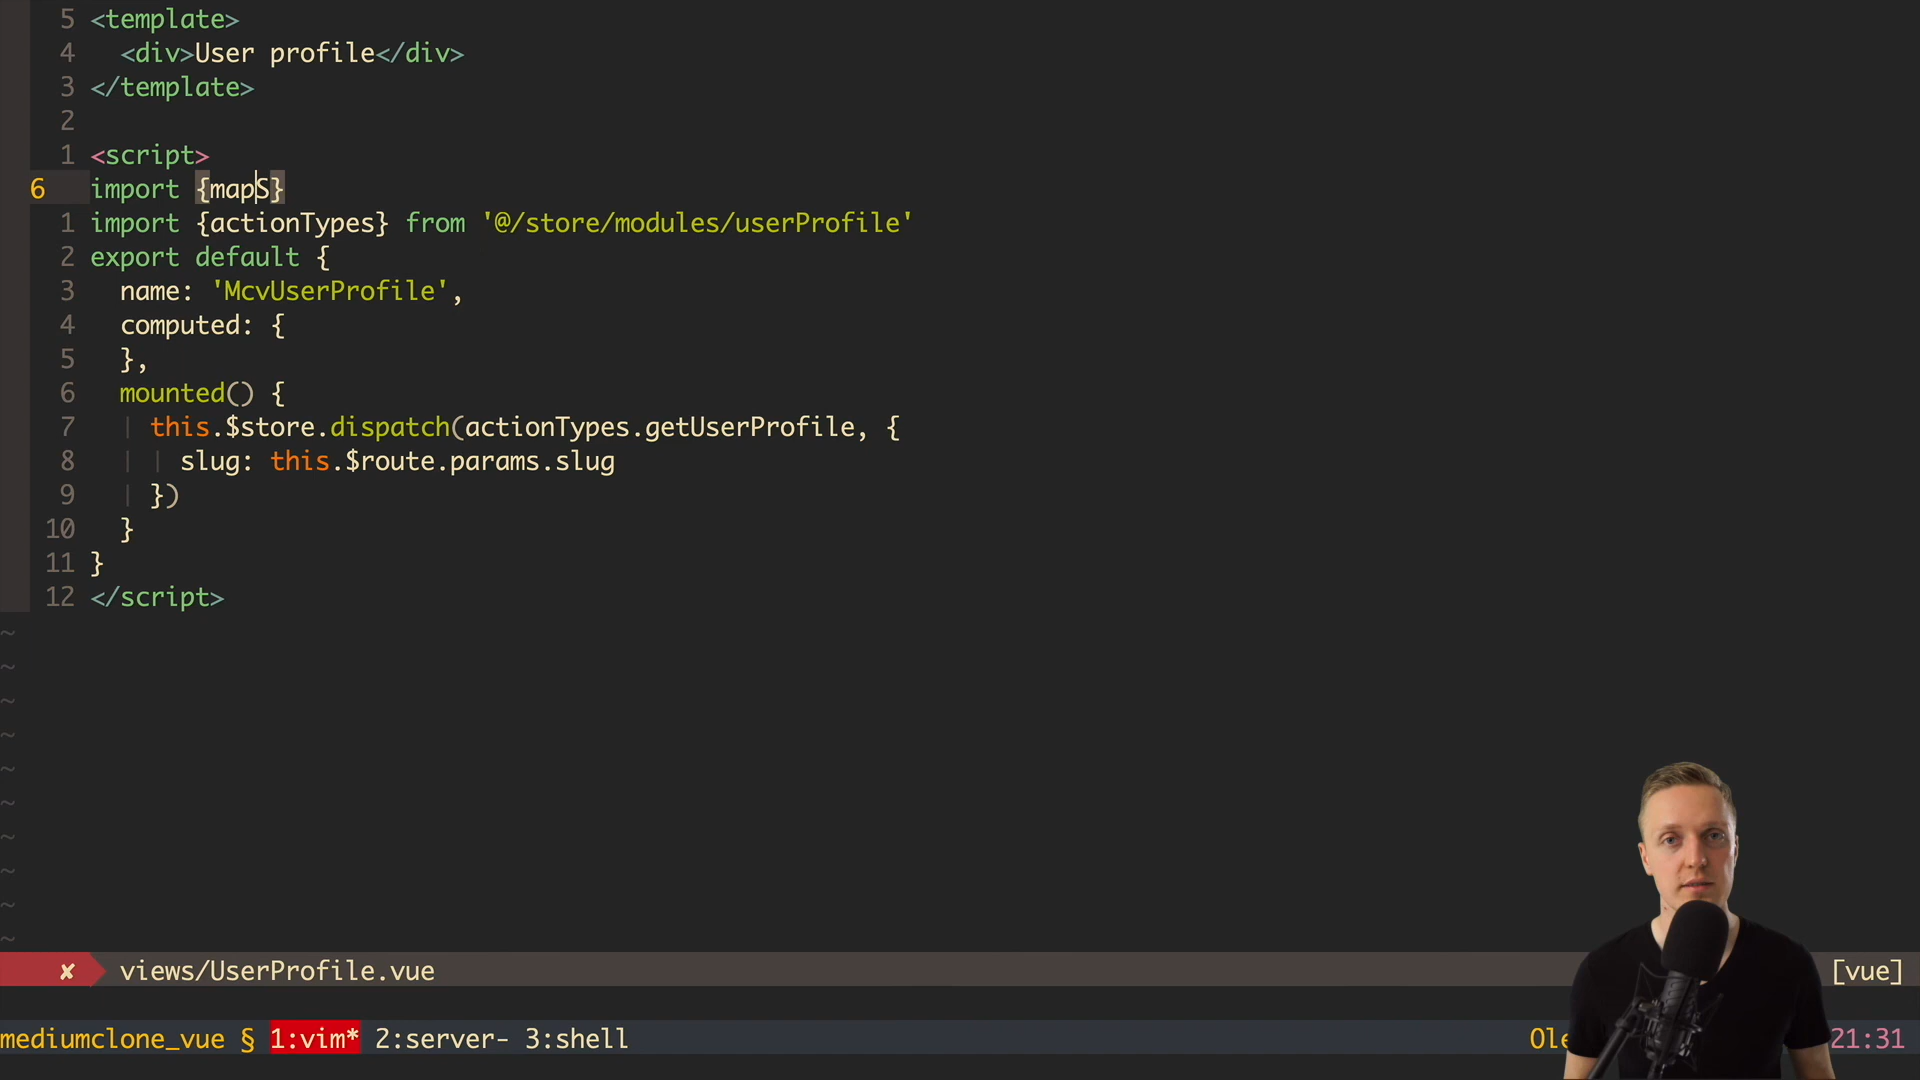 5 <template>
4 <div>User profile</div>
3 </template>
2
1 <script>
6 import {mapS}
1 import {actionTypes} from '@/store/modules/userProfile'
2 export default {
3 name: 'McvUserProfile',
4 computed: {
5 },
6 mounted() {
7 this.$store.dispatch(actionTypes.getUserProfile, {
8 slug: this.$route.params.slug
9 })
10 }
11 }
12 </script>
~
~
~
~
~
~
~
~
~
~
✘ views/UserProfile.vue [vue]
mediumclone_vue § 1:vim* 2:server- 3:shell 21:31